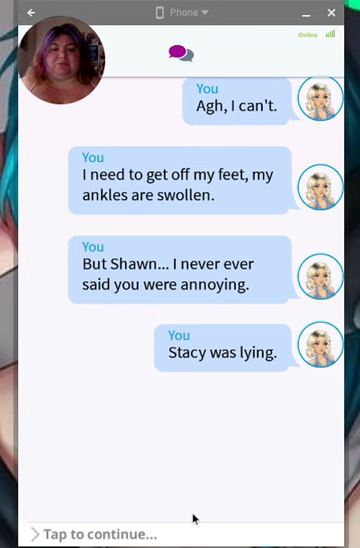 Phone
Online
You
Agh, I can't.
You
I need to get off my feet, my
ankles are swollen.
You
But Shawn... I never ever
said you were annoying.
You
Stacy was lying.
Tap to continue...